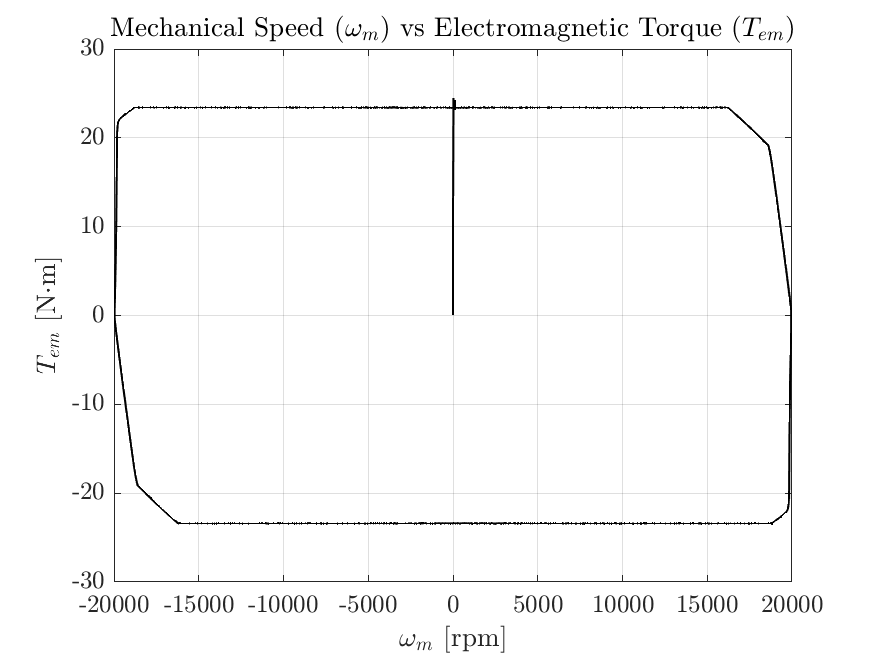 Mechanical Speed (ωₘ) vs Electromagnetic Torque (Tₑₘ)
30
20
10
0
-10
-20
-30
Tₑₘ [N·m]
-20000 -15000 -10000 -5000 0 5000 10000 15000 20000
ωₘ [rpm]